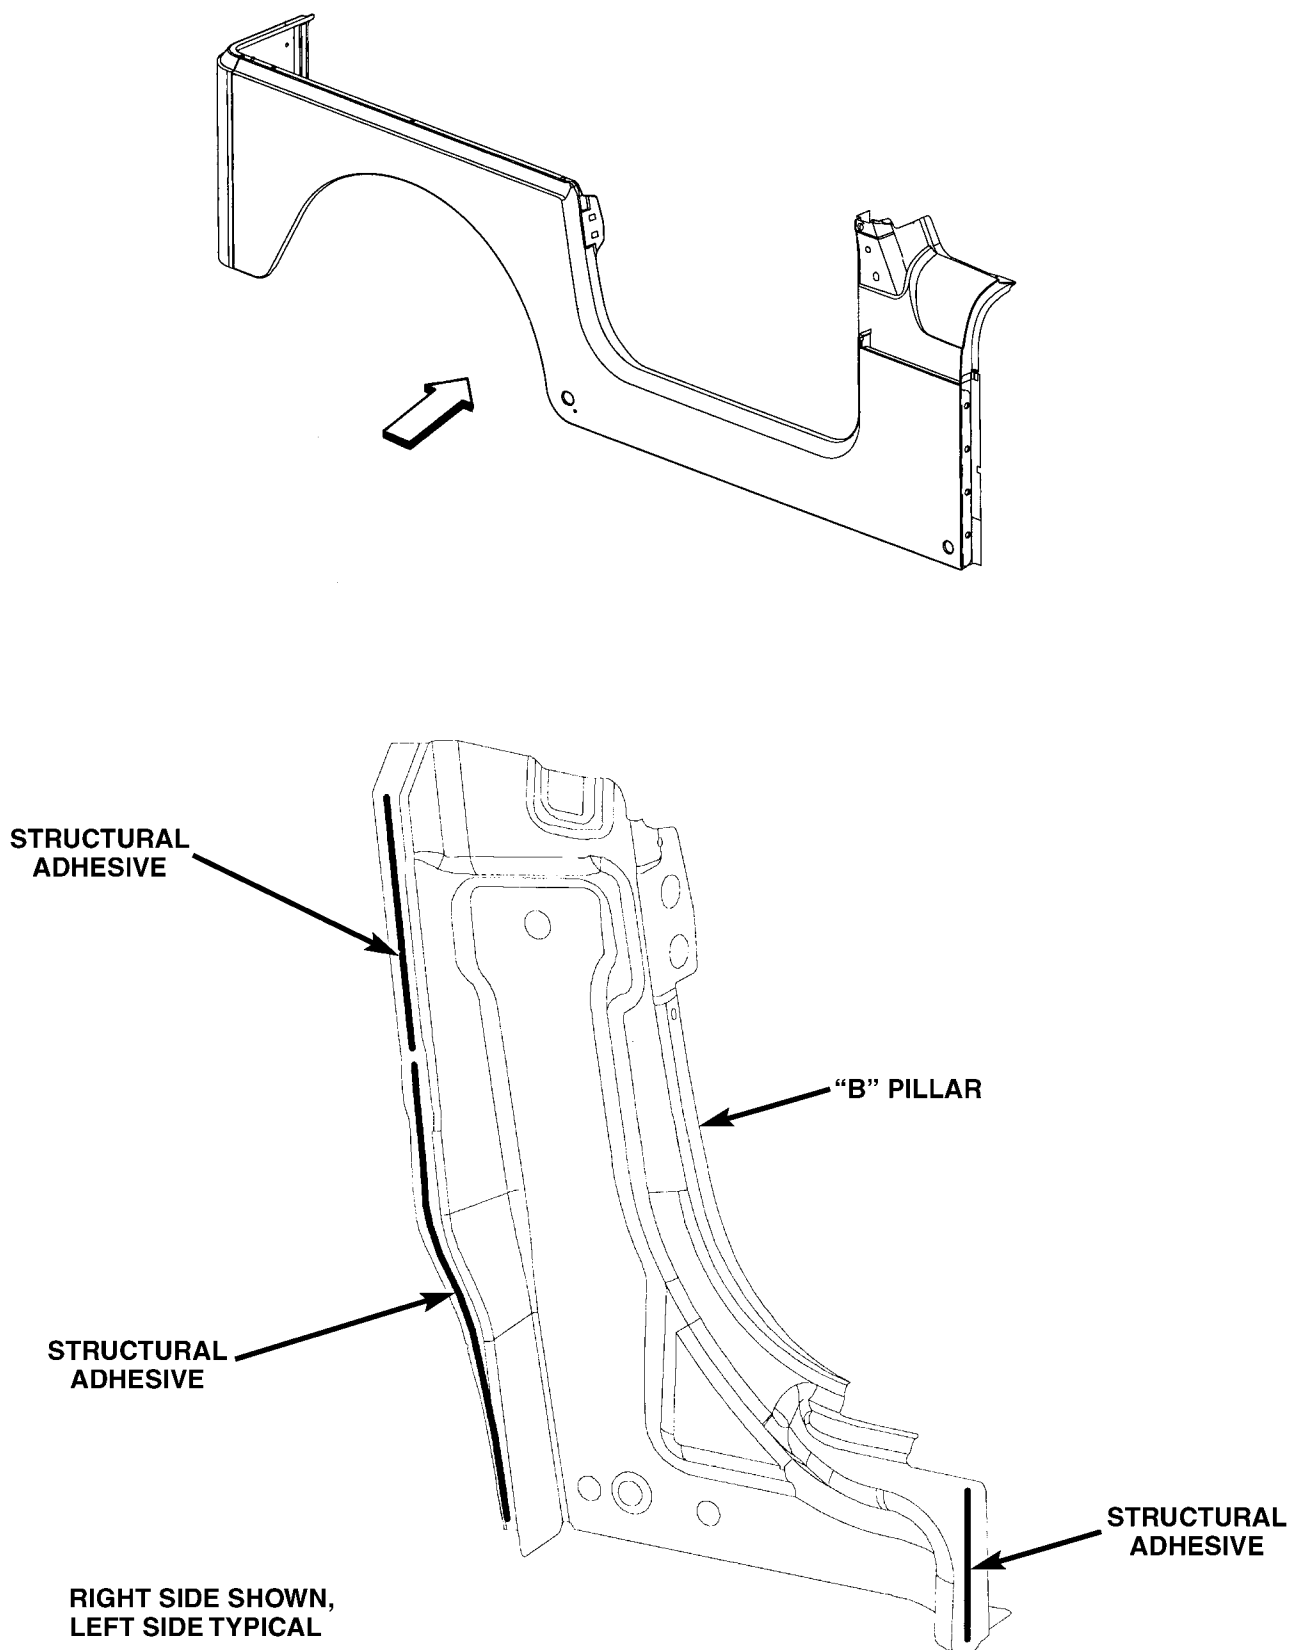 STRUCTURAL
ADHESIVE
“B” PILLAR
STRUCTURAL
ADHESIVE
STRUCTURAL
ADHESIVE
RIGHT SIDE SHOWN,
LEFT SIDE TYPICAL